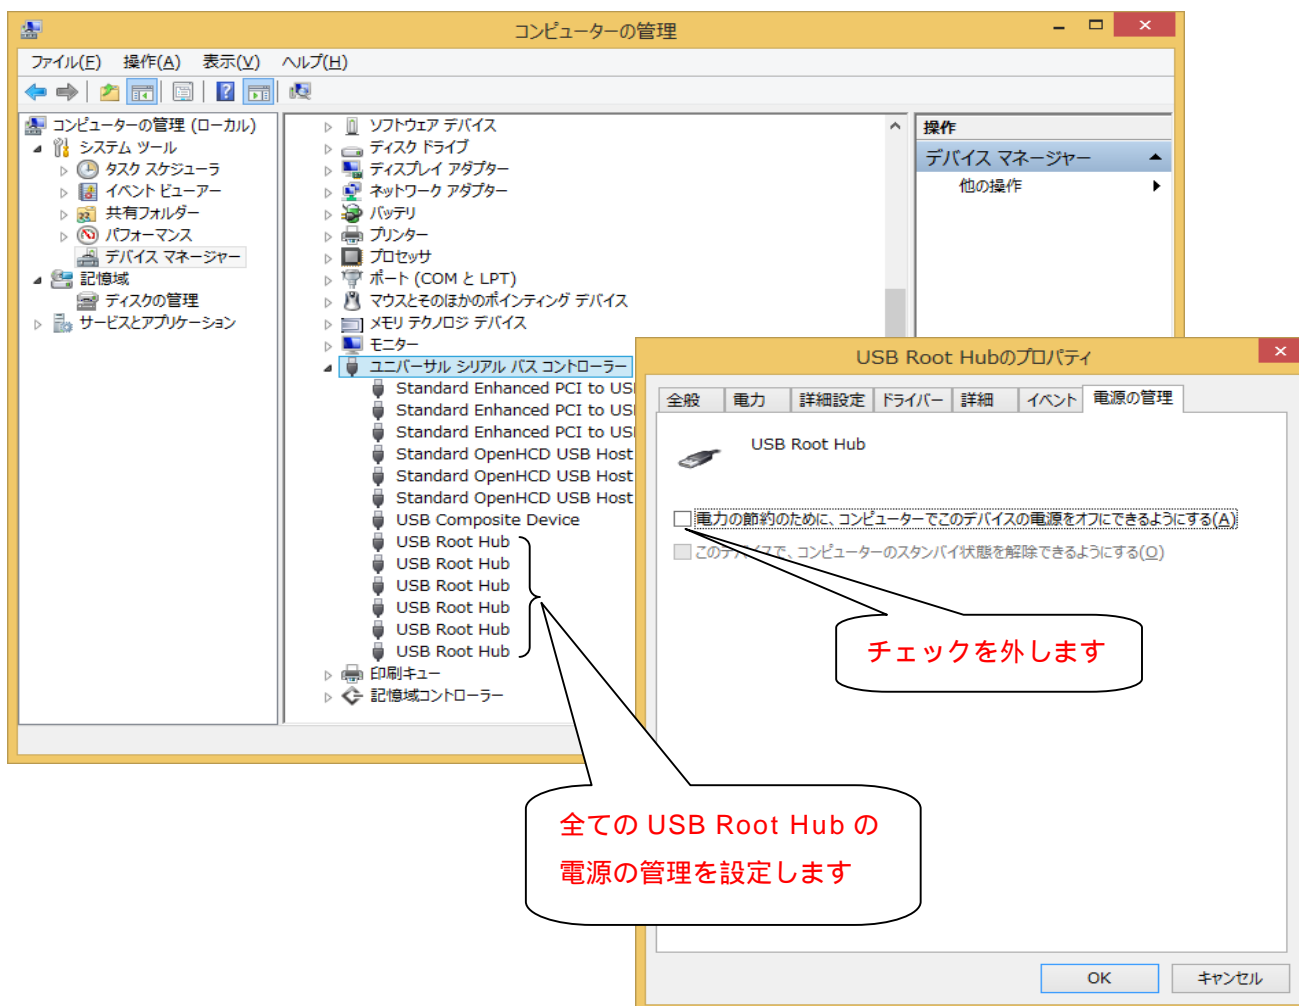 コンピューターの管理
ファイル(F) 操作(A) 表示(V) ヘルプ(H)
コンピューターの管理 (ローカル)
システム ツール
タスク スケジューラ
イベント ビューアー
共有フォルダー
パフォーマンス
デバイス マネージャー
記憶域
ディスクの管理
サービスとアプリケーション
ソフトウェア デバイス
ディスク ドライブ
ディスプレイ アダプター
ネットワーク アダプター
バッテリ
プリンター
プロセッサ
ポート (COM と LPT)
マウスとそのほかのポインティング デバイス
メモリ テクノロジ デバイス
モニター
ユニバーサル シリアル バス コントローラー
Standard Enhanced PCI to US
Standard Enhanced PCI to US
Standard Enhanced PCI to US
Standard OpenHCD USB Host
Standard OpenHCD USB Host
Standard OpenHCD USB Host
USB Composite Device
USB Root Hub
USB Root Hub
USB Root Hub
USB Root Hub
USB Root Hub
USB Root Hub
印刷キュー
記憶域コントローラー
操作
デバイス マネージャー
他の操作
USB Root Hubのプロパティ
全般 電力 詳細設定 ドライバー 詳細 イベント 電源の管理
USB Root Hub
電力の節約のために、コンピューターでこのデバイスの電源をオフにできるようにする(A)
このデバイスで、コンピューターのスタンバイ状態を解除できるようにする(O)
チェックを外します
全ての USB Root Hub の
電源の管理を設定します
OK キャンセル